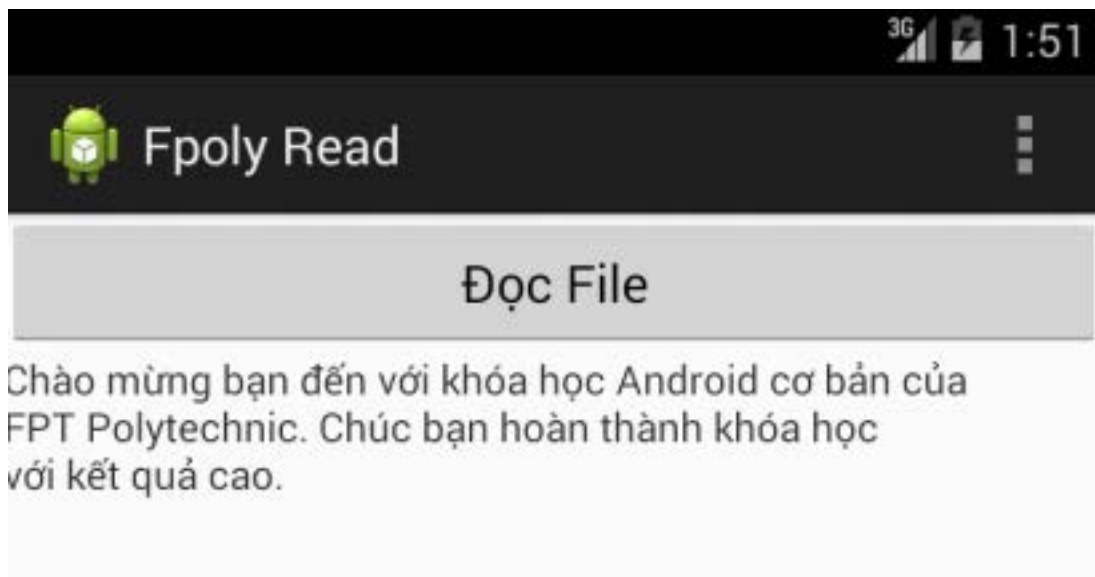 3G 1:51
Fpoly Read
Đọc File
Chào mừng bạn đến với khóa học Android cơ bản của
FPT Polytechnic. Chúc bạn hoàn thành khóa học
với kết quả cao.